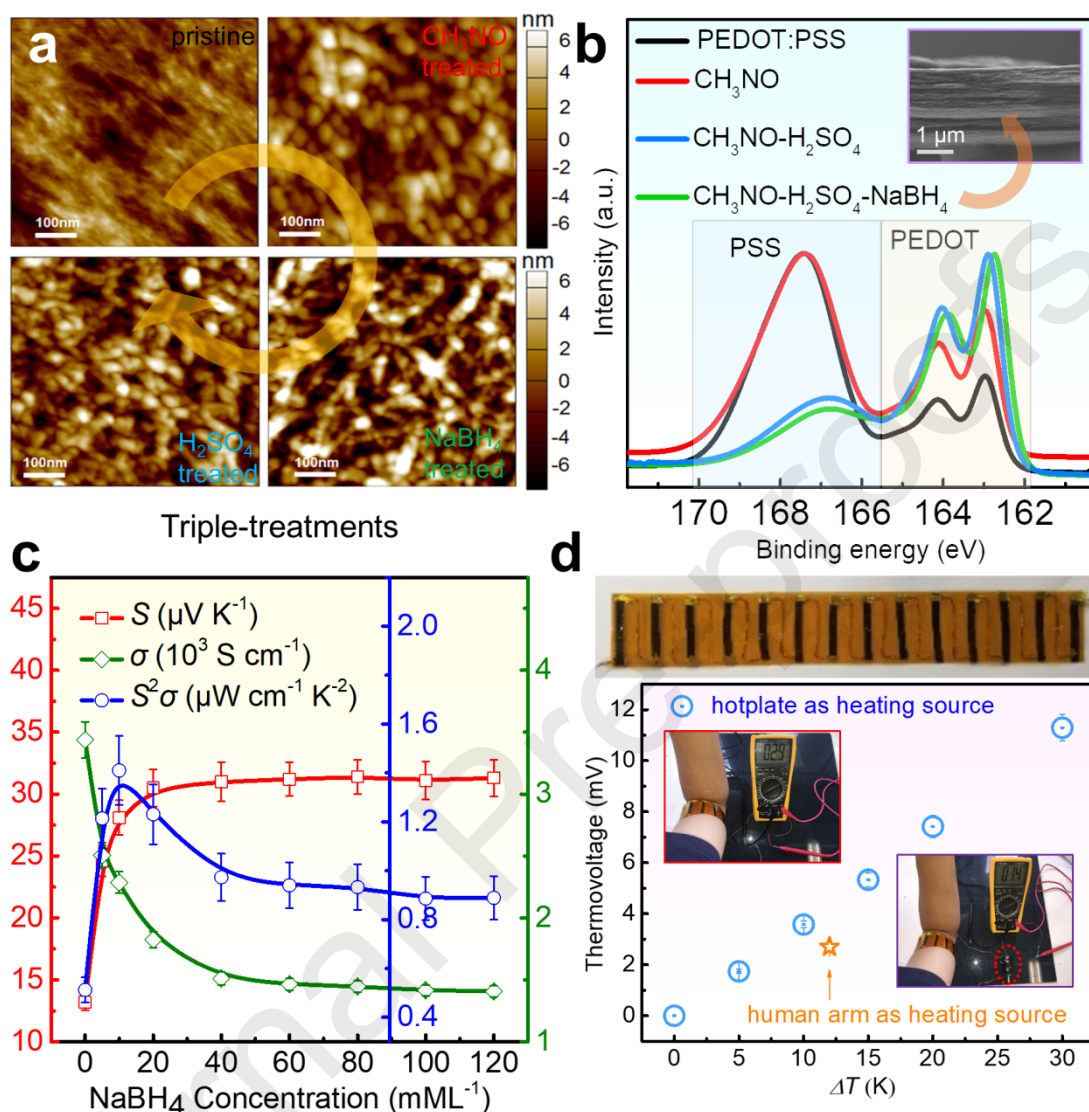 a
pristine
CH₃NO
treated
nm
6
4
2
0
-2
-4
-6
100nm
100nm
H₂SO₄
treated
NaBH₄
treated
nm
6
4
2
0
-2
-4
-6
100nm
100nm
Triple-treatments
b
PEDOT:PSS
CH₃NO
CH₃NO-H₂SO₄
CH₃NO-H₂SO₄-NaBH₄
1 µm
PSS
PEDOT
Intensity (a.u.)
170 168 166 164 162
Binding energy (eV)
c
S (µV K⁻¹)
σ (10³ S cm⁻¹)
S²σ (µW cm⁻¹ K⁻²)
45
40
35
30
25
20
15
10
2.0
1.6
1.2
0.8
0.4
4
3
2
1
0 20 40 60 80 100 120
NaBH₄ Concentration (mML⁻¹)
d
hotplate as heating source
029
014
human arm as heating source
Thermovoltage (mV)
12
10
8
6
4
2
0
0 5 10 15 20 25 30
ΔT (K)